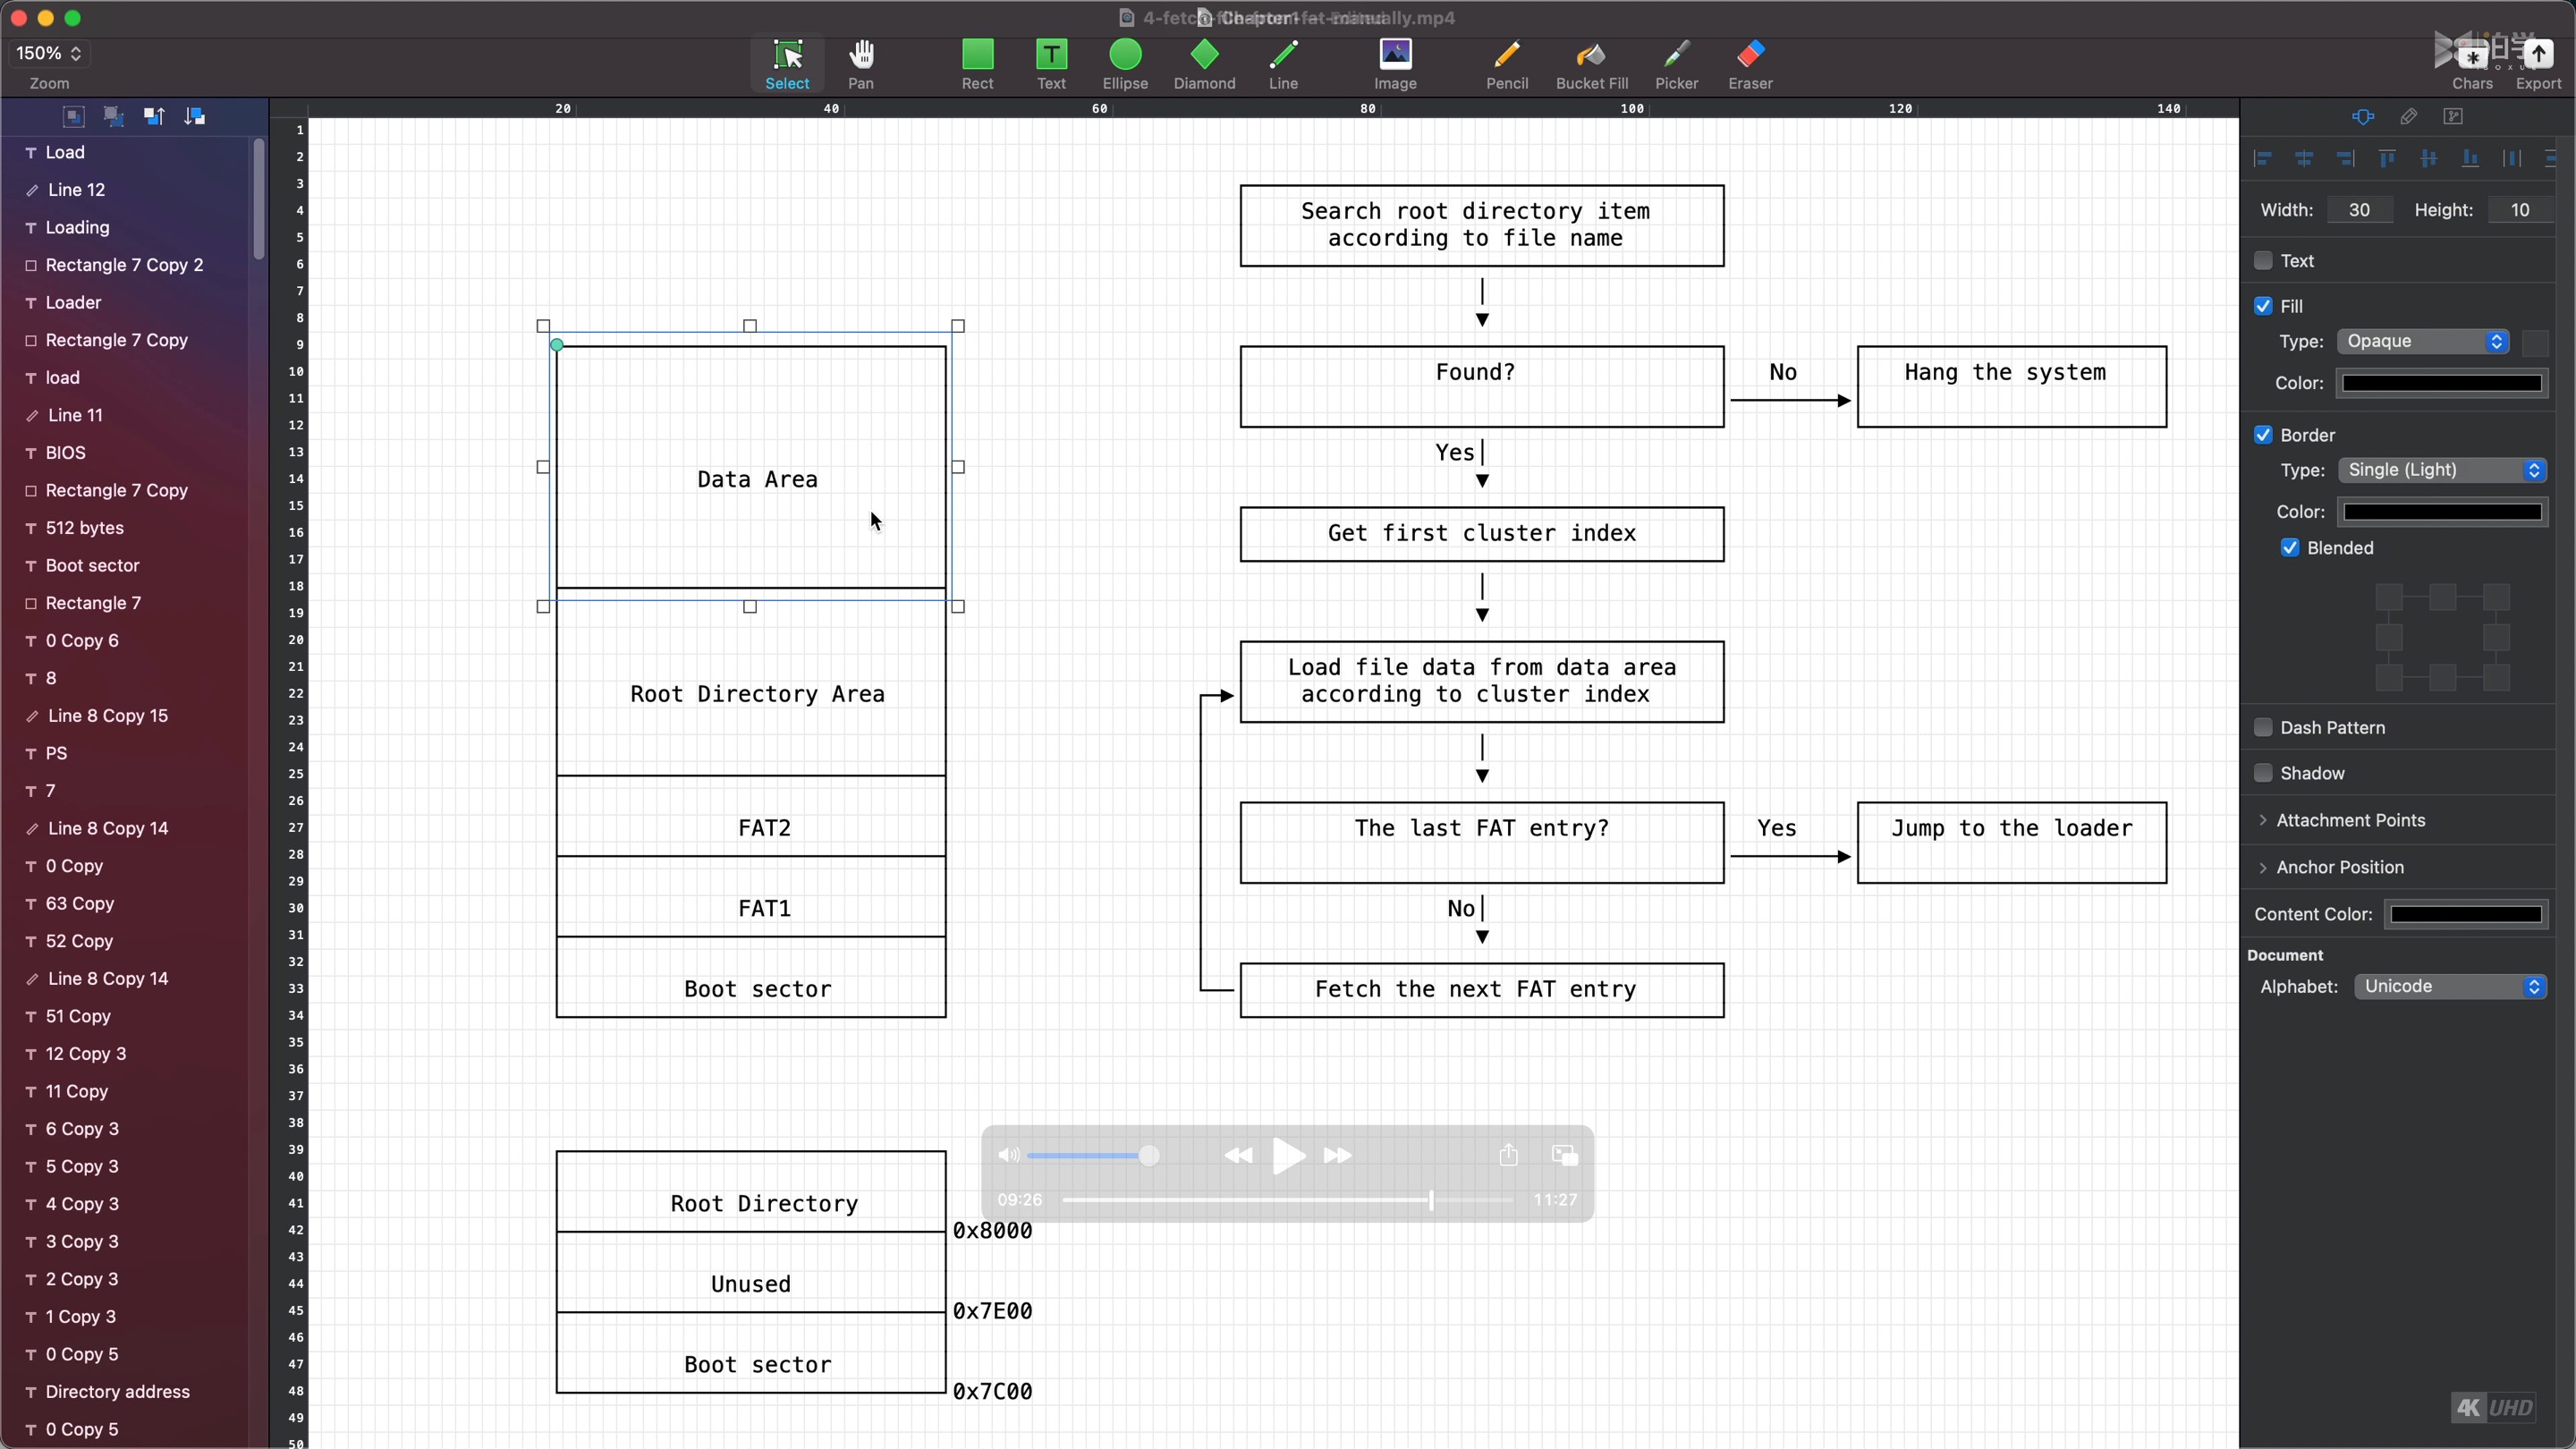 150%
Zoom
Select
Pan
Rect
Text
Ellipse
Diamond
Line
Image
Pencil
Bucket Fill
Picker
Eraser
Chars
Export
20
40
60
80
100
120
140
Load
Line 12
Loading
Rectangle 7 Copy 2
Loader
Rectangle 7 Copy
load
Line 11
BIOS
Rectangle 7 Copy
512 bytes
Boot sector
Rectangle 7
0 Copy 6
8
Line 8 Copy 15
PS
7
Line 8 Copy 14
0 Copy
63 Copy
52 Copy
Line 8 Copy 14
51 Copy
12 Copy 3
11 Copy
6 Copy 3
5 Copy 3
4 Copy 3
3 Copy 3
2 Copy 3
1 Copy 3
0 Copy 5
Directory address
0 Copy 5
1
2
3
4
5
6
7
8
9
10
11
12
13
14
15
16
17
18
19
20
21
22
23
24
25
26
27
28
29
30
31
32
33
34
35
36
37
38
39
40
41
42
43
44
45
46
47
48
49
50
Data Area
Root Directory Area
FAT2
FAT1
Boot sector
Root Directory
0x8000
Unused
0x7E00
Boot sector
0x7C00
Search root directory item
according to file name
Found?
No
Hang the system
Yes
Get first cluster index
Load file data from data area
according to cluster index
The last FAT entry?
Yes
Jump to the loader
No
Fetch the next FAT entry
09:26
11:27
Width: 30 Height: 10
Text
Fill
Type: Opaque
Color:
Border
Type: Single (Light)
Color:
Blended
Dash Pattern
Shadow
Attachment Points
Anchor Position
Content Color:
Document
Alphabet: Unicode
4K UHD